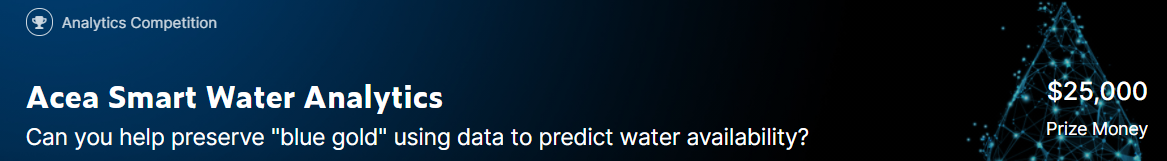 Analytics Competition
Acea Smart Water Analytics
$25,000
Can you help preserve "blue gold" using data to predict water availability?
Prize Money